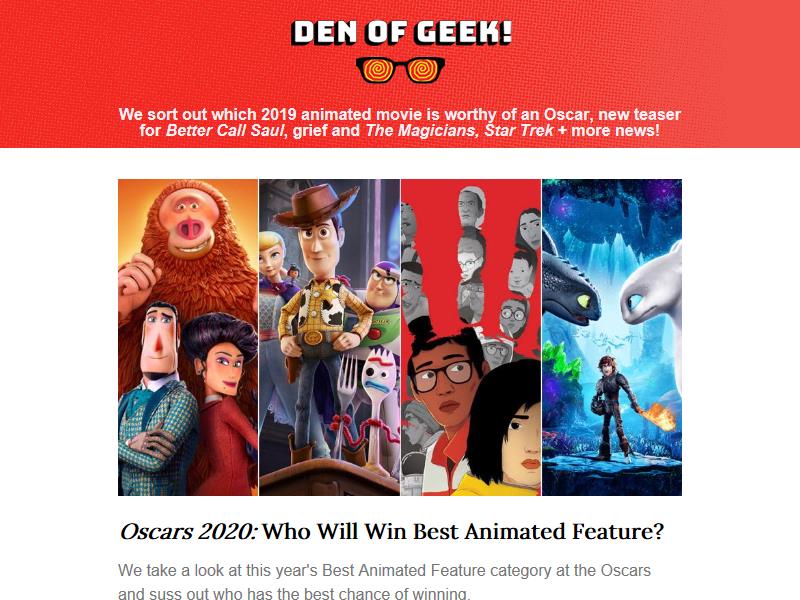 DEN OF GEEK!
We sort out which 2019 animated movie is worthy of an Oscar, new teaser
for Better Call Saul, grief and The Magicians, Star Trek + more news!
Oscars 2020: Who Will Win Best Animated Feature?
We take a look at this year's Best Animated Feature category at the Oscars
and suss out who has the best chance of winning.